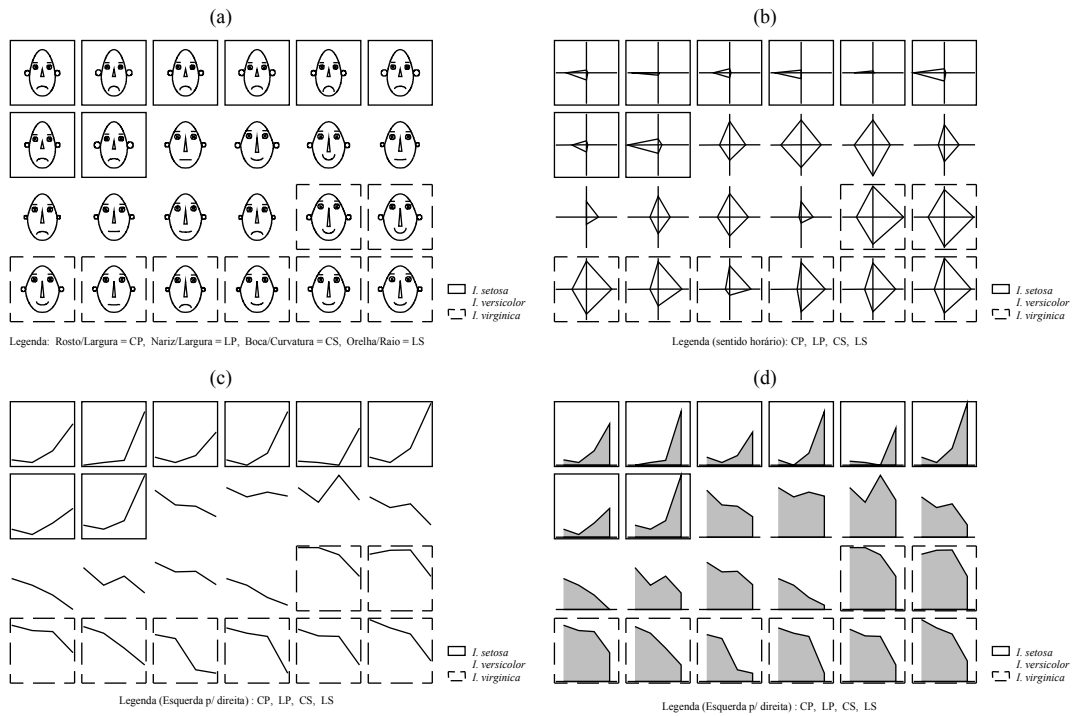 (a)
I. setosa
I. versicolor
I. virginica
Legenda: Rosto/Largura = CP, Nariz/Largura = LP, Boca/Curvatura = CS, Orelha/Raio = LS
(b)
I. setosa
I. versicolor
I. virginica
Legenda (sentido horário): CP, LP, CS, LS
(c)
I. setosa
I. versicolor
I. virginica
Legenda (Esquerda p/ direita) : CP, LP, CS, LS
(d)
I. setosa
I. versicolor
I. virginica
Legenda (Esquerda p/ direita) : CP, LP, CS, LS